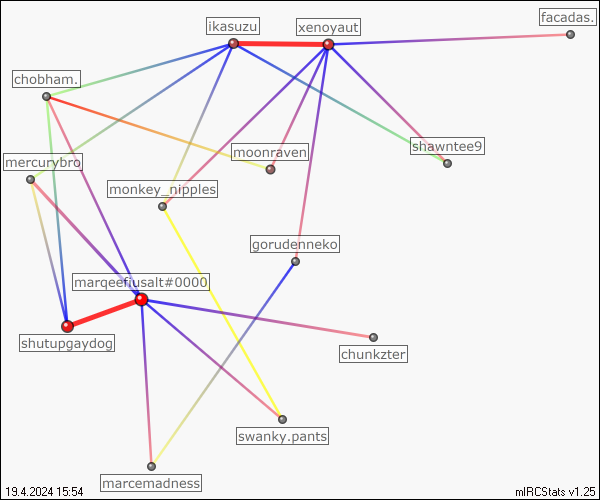 facadas.
ikasuzu
xenoyaut
chobham.
shawntee9
moonraven
mercurybro
monkey_nipples
gorudenneko
marqeefiusalt#0000
shutupgaydog
chunkzter
swanky.pants
marcemadness
19.4.2024 15:54
mIRCStats v1.25